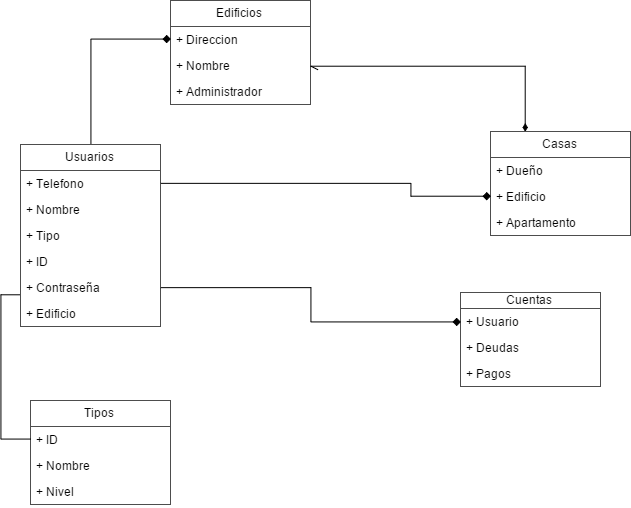 Edificios
+ Direccion
+ Nombre
+ Administrador
Usuarios
+ Telefono
+ Nombre
+ Tipo
+ ID
+ Contraseña
+ Edificio
Casas
+ Dueño
+ Edificio
+ Apartamento
Cuentas
+ Usuario
+ Deudas
+ Pagos
Tipos
+ ID
+ Nombre
+ Nivel